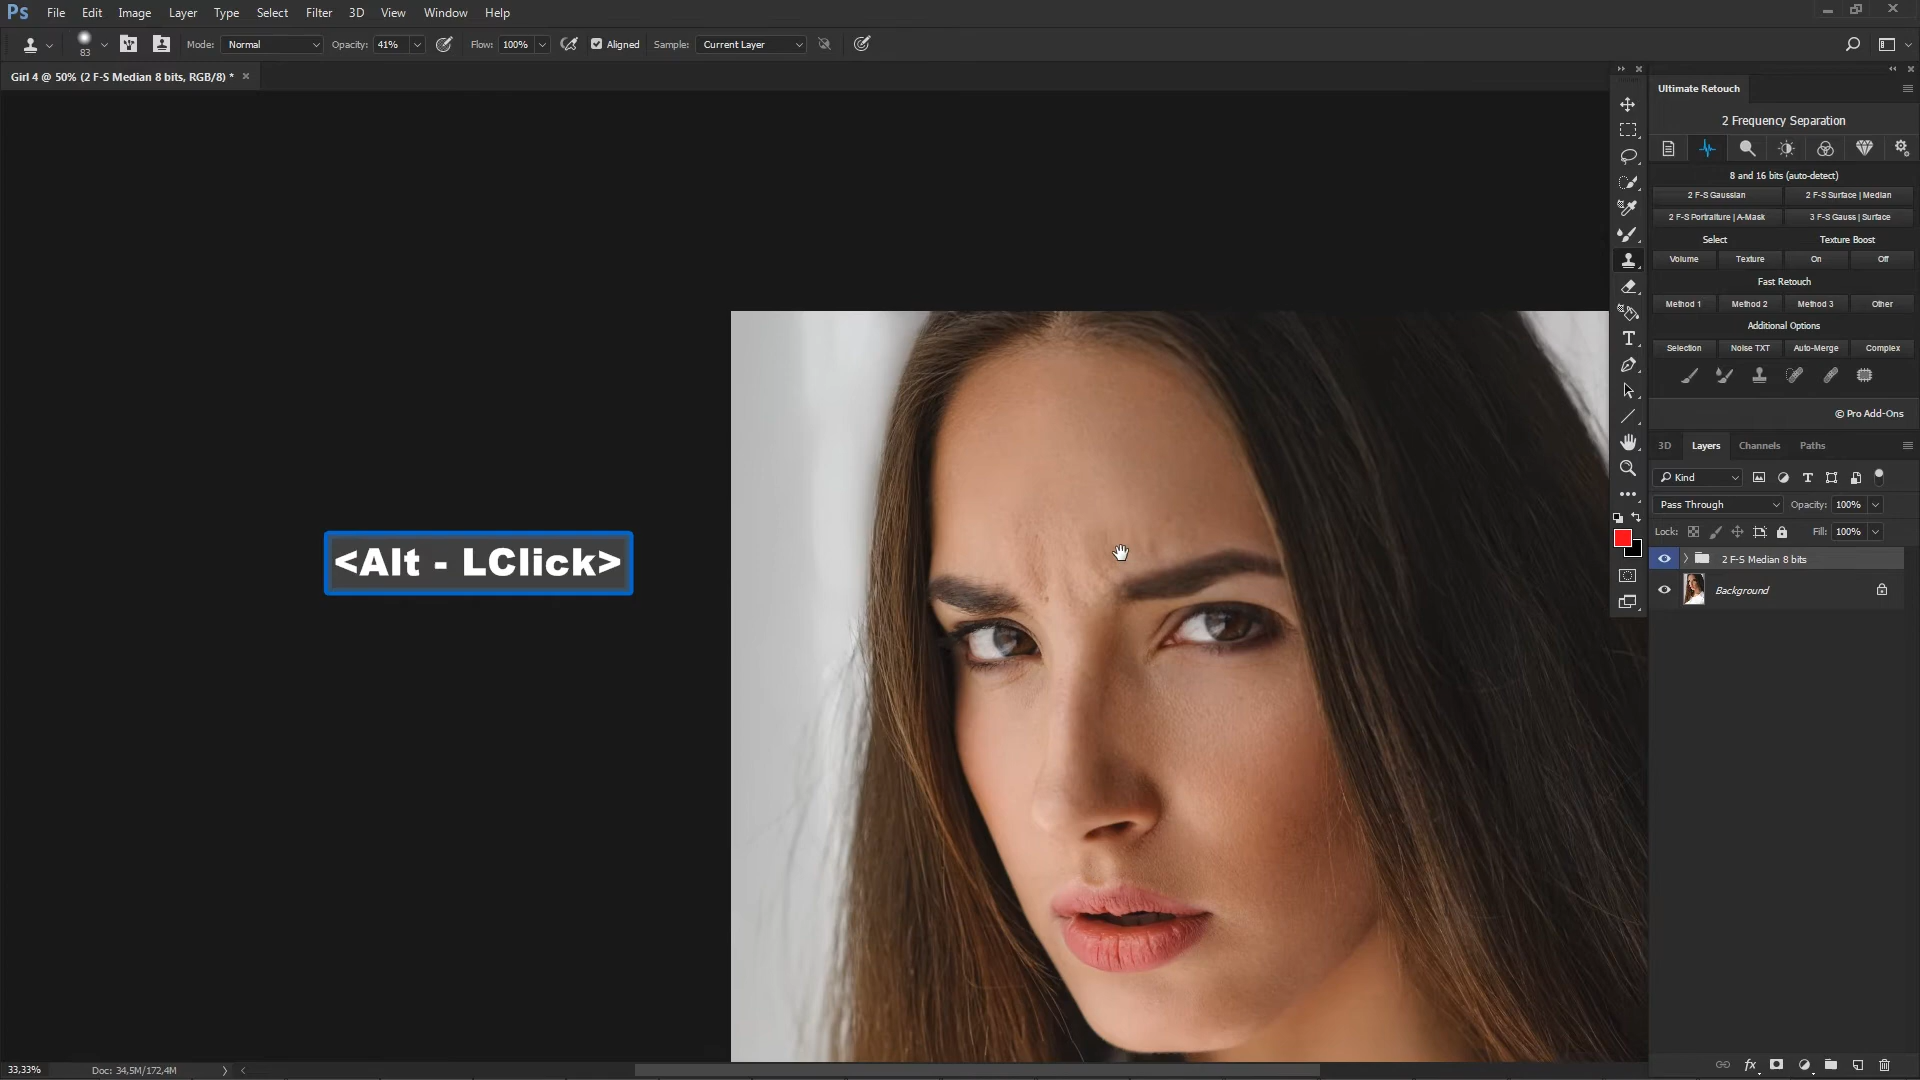 Ps File Edit Image Layer Type Select Filter 3D View Window Help
83 Mode: Normal Opacity: 41% Flow: 100% Aligned Sample: Current Layer
Girl 4 @ 50% (2 F-S Median 8 bits, RGB/8) *
Ultimate Retouch
2 Frequency Separation
8 and 16 bits (auto-detect)
2 F-S Gaussian 2 F-S Surface | Median
2 F-S Portraiture | A-Mask 3 F-S Gauss | Surface
Select Texture Boost
Volume Texture On Off
Fast Retouch
Method 1 Method 2 Method 3 Other
Additional Options
Selection Noise TXT Auto-Merge Complex
© Pro Add-Ons
3D Layers Channels Paths
Kind
Pass Through Opacity: 100%
Lock: Fill: 100%
2 F-S Median 8 bits
Background
<Alt - LClick>
33,33% Doc: 34,5M/172,4M